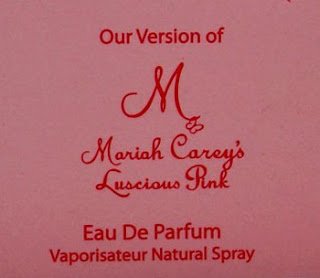 Our Version of
M
Mariah Carey's
Luscious Pink
Eau De Parfum
Vaporisateur Natural Spray